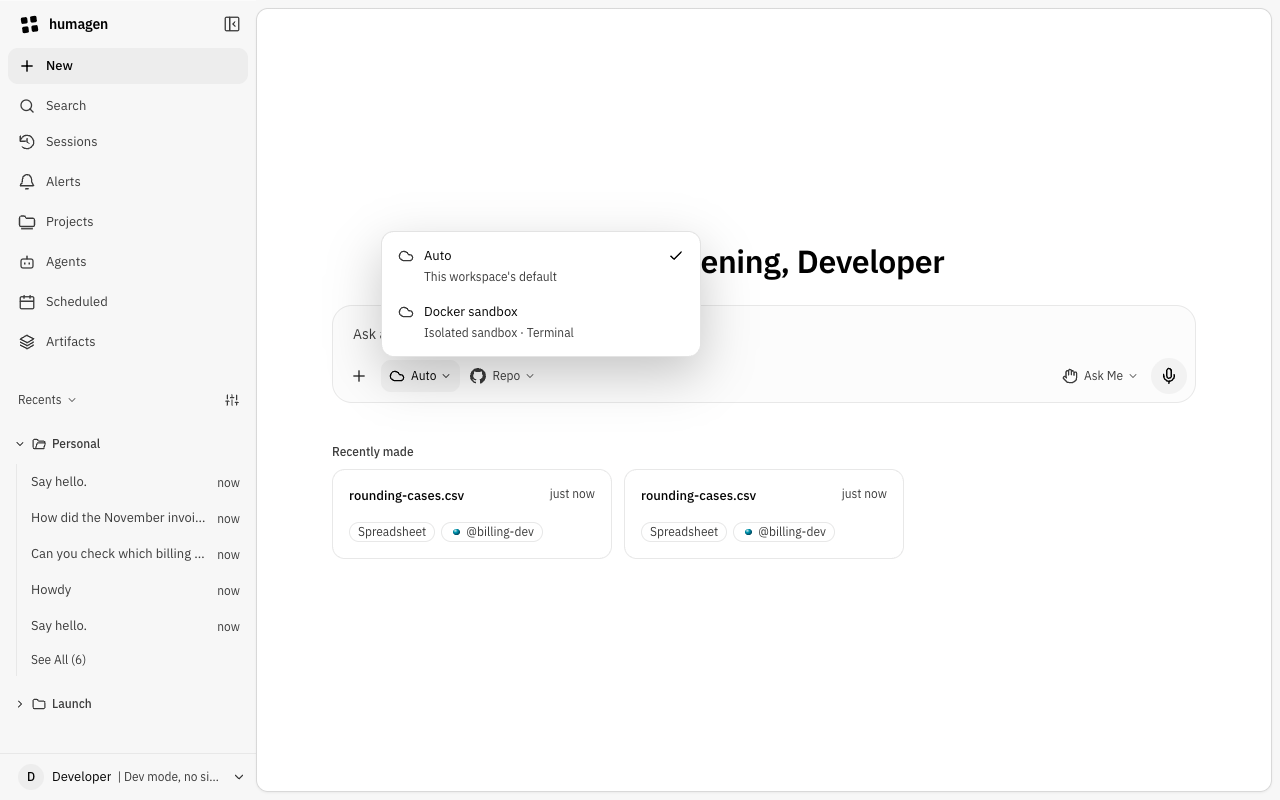 humagen
New
Search
Sessions
Alerts
Projects
Agents
Scheduled
Artifacts
Recents
Personal
Say hello. now
How did the November invoi... now
Can you check which billing ... now
Howdy now
Say hello. now
See All (6)
Launch
D Developer | Dev mode, no si...
ening, Developer
Auto
This workspace's default
Docker sandbox
Isolated sandbox · Terminal
Ask
Auto Repo Ask Me
Recently made
rounding-cases.csv just now
Spreadsheet @billing-dev
rounding-cases.csv just now
Spreadsheet @billing-dev